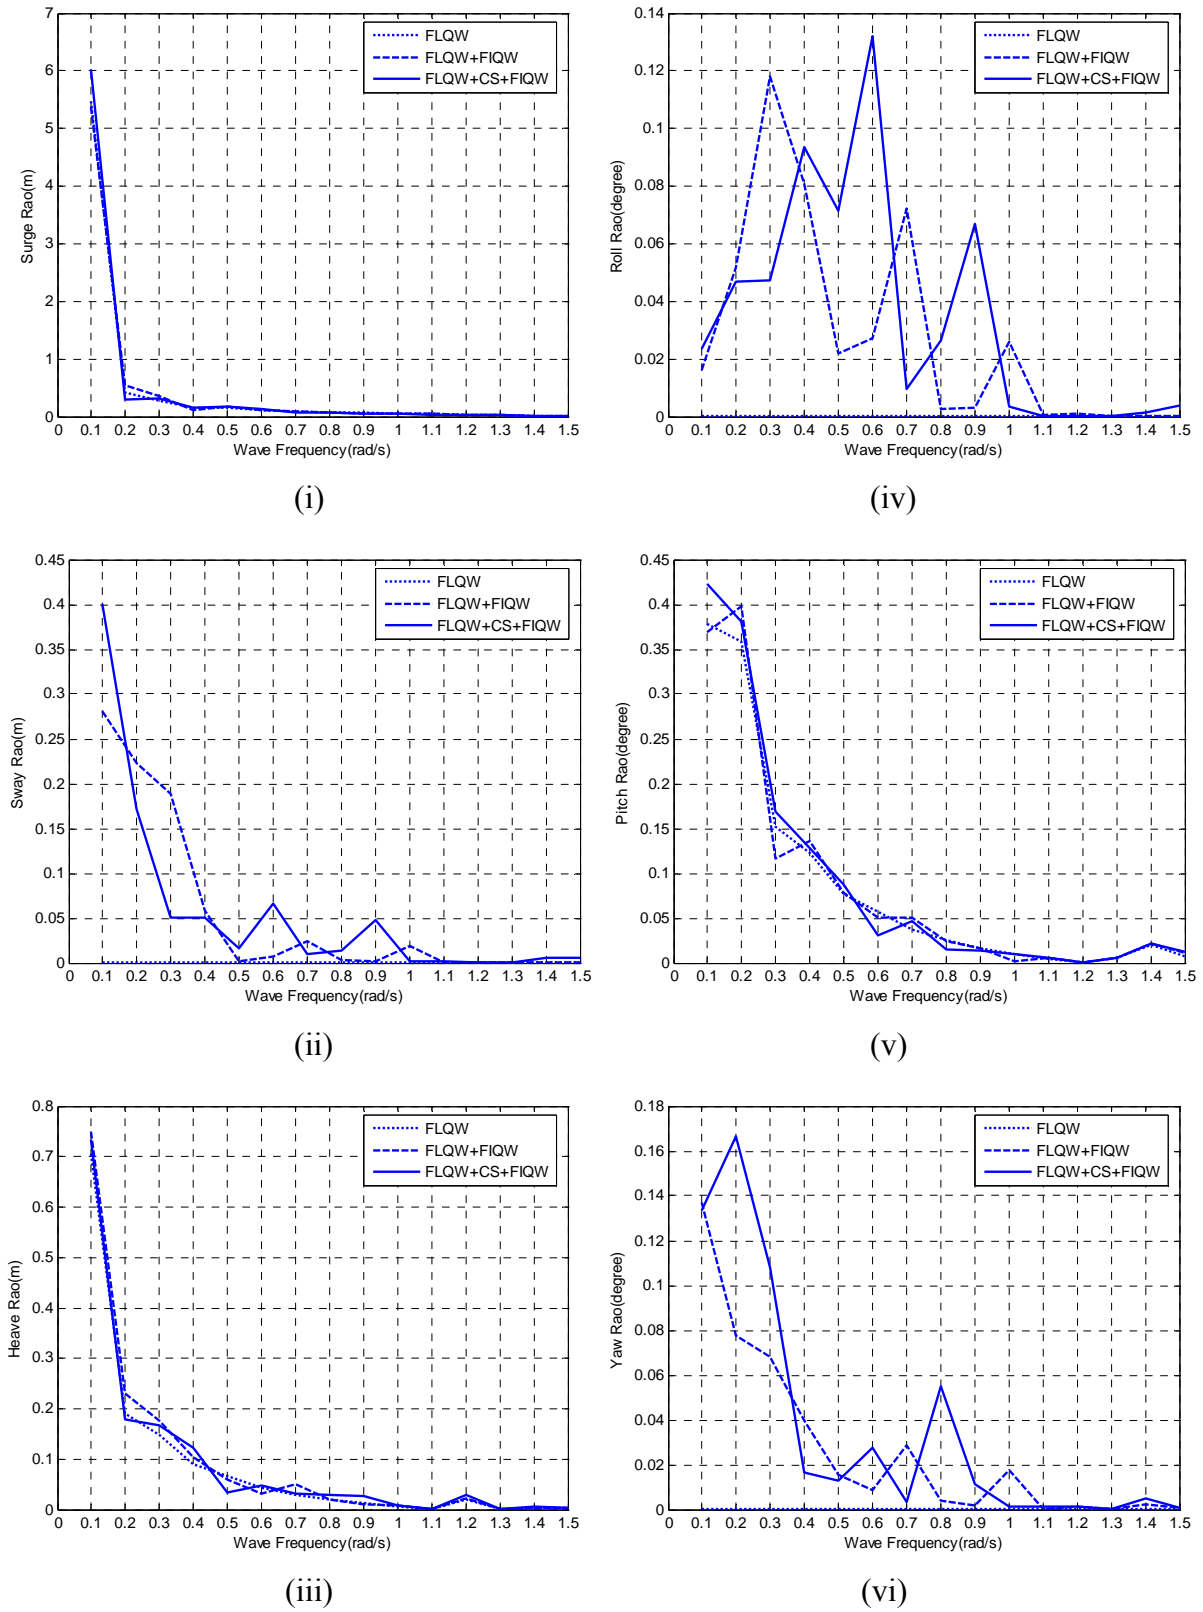 7
6
5
4
3
2
1
0
Surge Rao(m)
FLQW
FLQW+FIQW
FLQW+CS+FIQW
0 0.1 0.2 0.3 0.4 0.5 0.6 0.7 0.8 0.9 1 1.1 1.2 1.3 1.4 1.5
Wave Frequency(rad/s)
(i)
0.14
0.12
0.1
0.08
0.06
0.04
0.02
0
Roll Rao(degree)
FLQW
FLQW+FIQW
FLQW+CS+FIQW
0 0.1 0.2 0.3 0.4 0.5 0.6 0.7 0.8 0.9 1 1.1 1.2 1.3 1.4 1.5
Wave Frequency(rad/s)
(iv)
0.45
0.4
0.35
0.3
0.25
0.2
0.15
0.1
0.05
0
Sway Rao(m)
FLQW
FLQW+FIQW
FLQW+CS+FIQW
0 0.1 0.2 0.3 0.4 0.5 0.6 0.7 0.8 0.9 1 1.1 1.2 1.3 1.4 1.5
Wave Frequency(rad/s)
(ii)
0.45
0.4
0.35
0.3
0.25
0.2
0.15
0.1
0.05
0
Pitch Rao(degree)
FLQW
FLQW+FIQW
FLQW+CS+FIQW
0 0.1 0.2 0.3 0.4 0.5 0.6 0.7 0.8 0.9 1 1.1 1.2 1.3 1.4 1.5
Wave Frequency(rad/s)
(v)
0.8
0.7
0.6
0.5
0.4
0.3
0.2
0.1
0
Heave Rao(m)
FLQW
FLQW+FIQW
FLQW+CS+FIQW
0 0.1 0.2 0.3 0.4 0.5 0.6 0.7 0.8 0.9 1 1.1 1.2 1.3 1.4 1.5
Wave Frequency(rad/s)
(iii)
0.18
0.16
0.14
0.12
0.1
0.08
0.06
0.04
0.02
0
Yaw Rao(degree)
FLQW
FLQW+FIQW
FLQW+CS+FIQW
0 0.1 0.2 0.3 0.4 0.5 0.6 0.7 0.8 0.9 1 1.1 1.2 1.3 1.4 1.5
Wave Frequency(rad/s)
(vi)